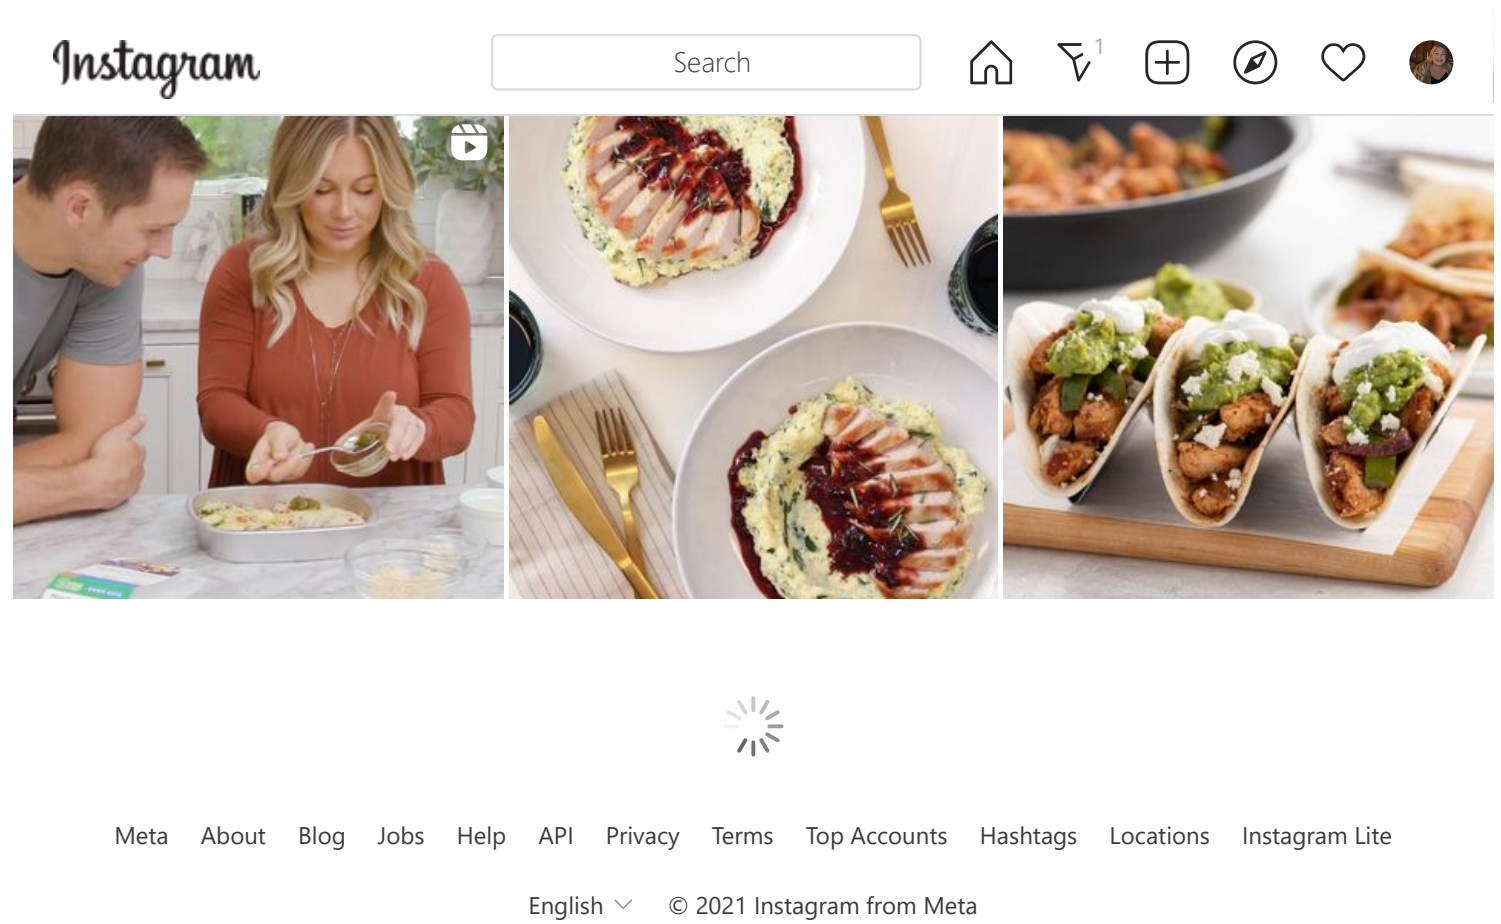 Instagram
Search
1
Meta About Blog Jobs Help API Privacy Terms Top Accounts Hashtags Locations Instagram Lite
English © 2021 Instagram from Meta